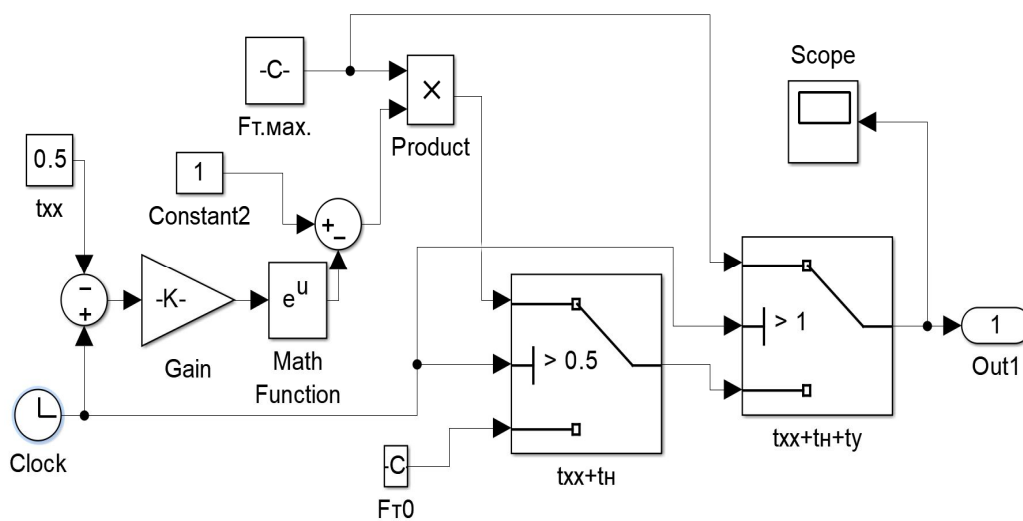 Scope
-C-
Fт.мах.
×
Product
0.5
txx
1
Constant2
+
−
−
+
-K-
Gain
e^u
Math
Function
> 0.5
txx+tн
> 1
txx+tн+ty
1
Out1
Clock
-C
Fт0